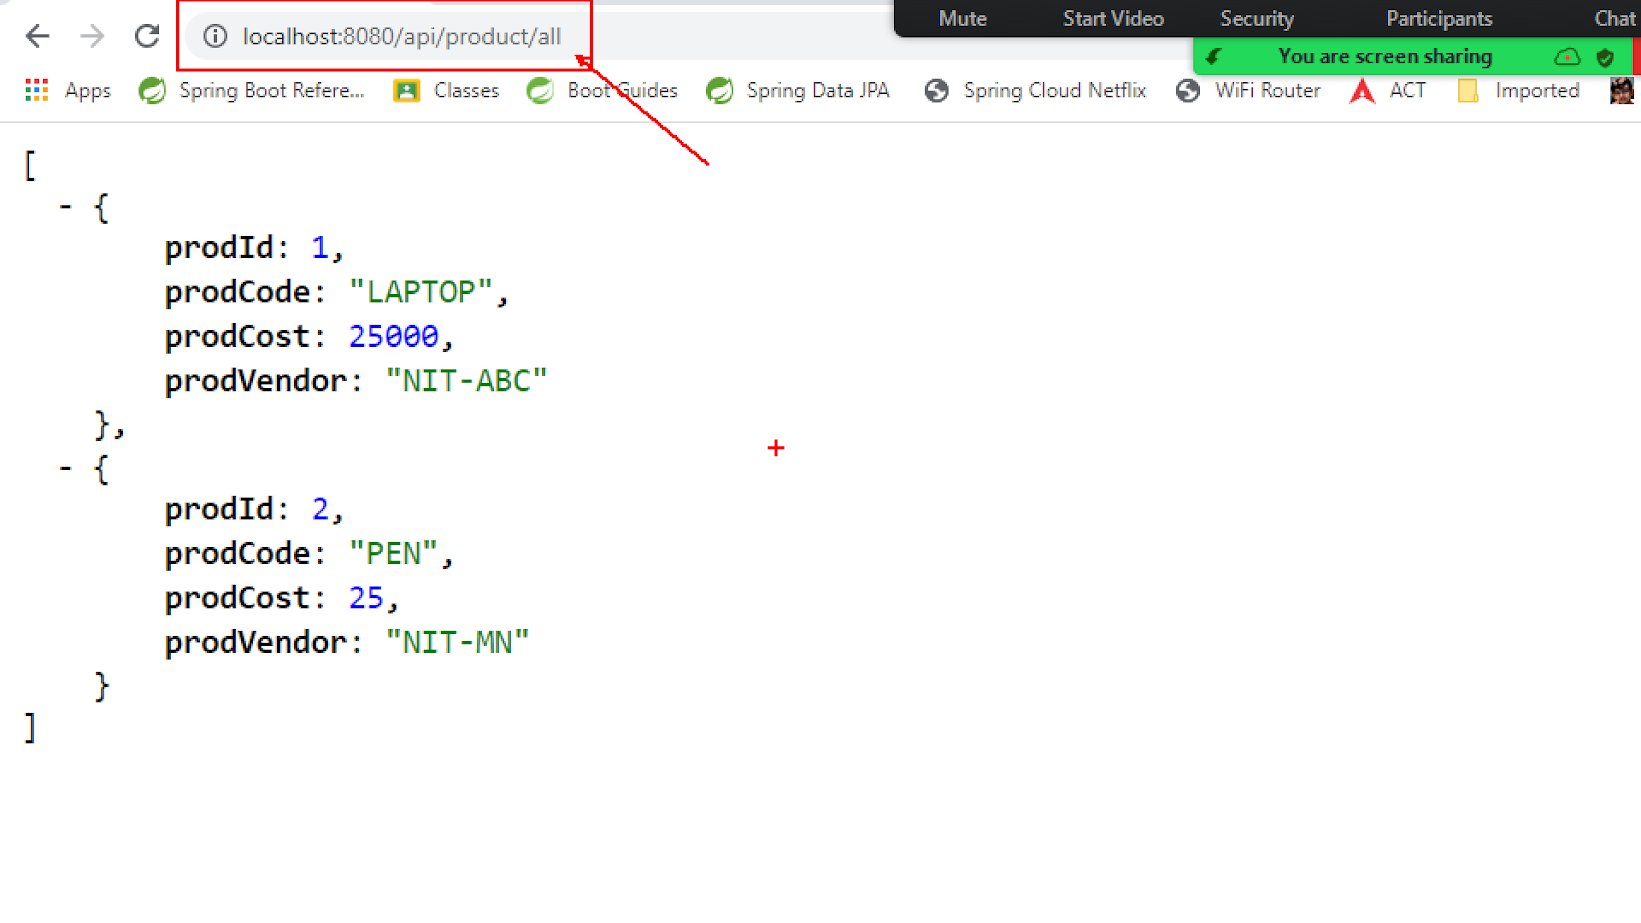 localhost:8080/api/product/all
Mute Start Video Security Participants Chat
You are screen sharing
Apps Spring Boot Refere... Classes Boot Guides Spring Data JPA Spring Cloud Netflix WiFi Router ACT Imported
[
- {
prodId: 1,
prodCode: "LAPTOP",
prodCost: 25000,
prodVendor: "NIT-ABC"
},
- {
prodId: 2,
prodCode: "PEN",
prodCost: 25,
prodVendor: "NIT-MN"
}
]